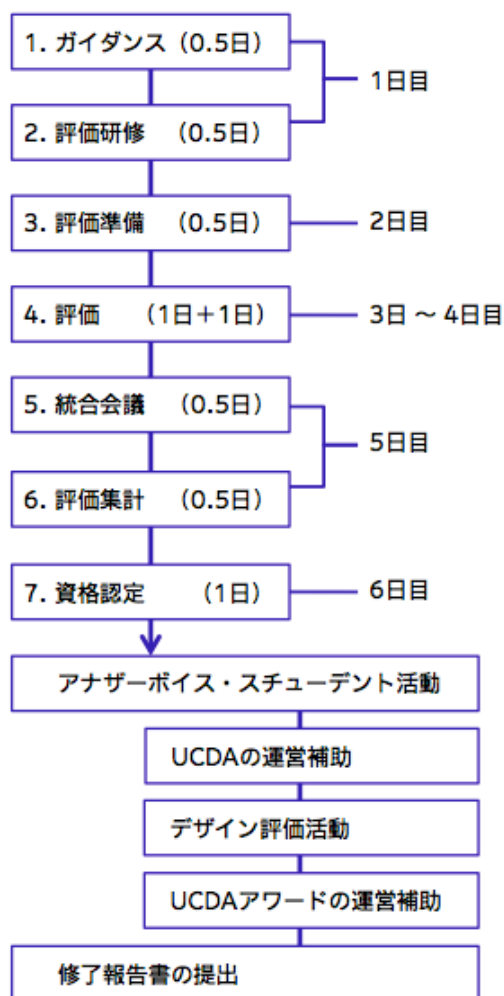 1. ガイダンス（0.5日）
1日目
2. 評価研修　（0.5日）
3. 評価準備　（0.5日）
2日目
4. 評価　（1日＋1日）
3日 ～ 4日目
5. 統合会議　（0.5日）
5日目
6. 評価集計　（0.5日）
7. 資格認定　　（1日）
6日目
アナザーボイス・スチューデント活動
UCDAの運営補助
デザイン評価活動
UCDAアワードの運営補助
修了報告書の提出